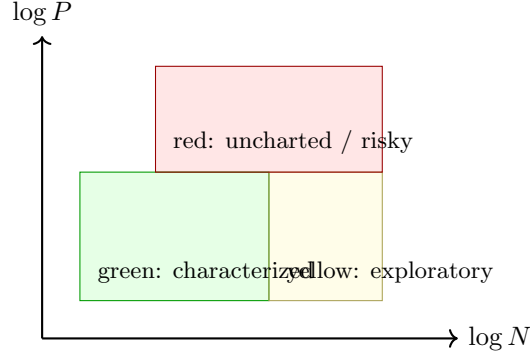 log P
red: uncharted / risky
green: characterized
yellow: exploratory
log N